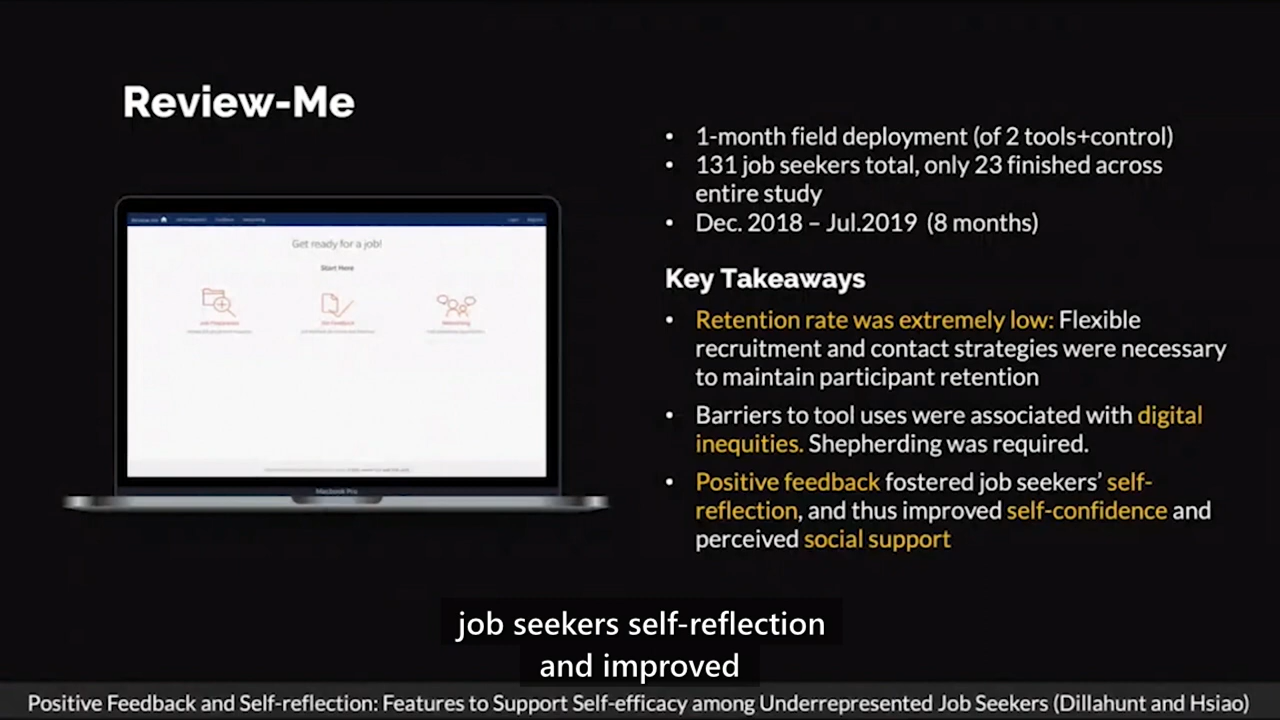 Review-Me
• 1-month field deployment (of 2 tools+control)
• 131 job seekers total, only 23 finished across
entire study
• Dec. 2018 – Jul.2019 (8 months)
Get ready for a job!
Start Here
Networking
Macbook Pro
Key Takeaways
• Retention rate was extremely low: Flexible
recruitment and contact strategies were necessary
to maintain participant retention
• Barriers to tool uses were associated with digital
inequities. Shepherding was required.
• Positive feedback fostered job seekers’ self-
reflection, and thus improved self-confidence and
perceived social support
job seekers self-reflection
and improved
Positive Feedback and Self-reflection: Features to Support Self-efficacy among Underrepresented Job Seekers (Dillahunt and Hsiao)